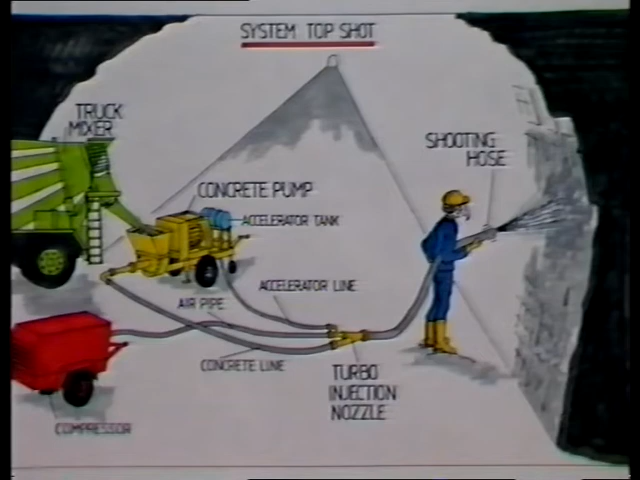 SYSTEM TOP SHOT
TRUCK
MIXER
SHOOTING
HOSE
CONCRETE PUMP
ACCELERATOR TANK
ACCELERATOR LINE
AIR PIPE
CONCRETE LINE
TURBO
INJECTION
NOZZLE
COMPRESSOR